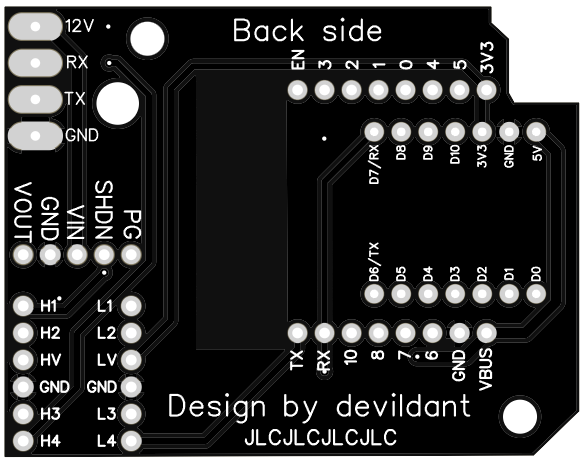 Back side
12V
RX
TX
GND
EN 3 2 1 0 4 5 3V3
D7/RX D8 D9 D10 3V3 GND 5V
VOUT GND VIN SHDN PG
D6/TX D5 D4 D3 D2 D1 D0
H1 L1
H2 L2
HV LV
GND GND
H3 L3
H4 L4
TX RX 10 8 7 6 GND VBUS
Design by devildant
JLCJLCJLCJLC